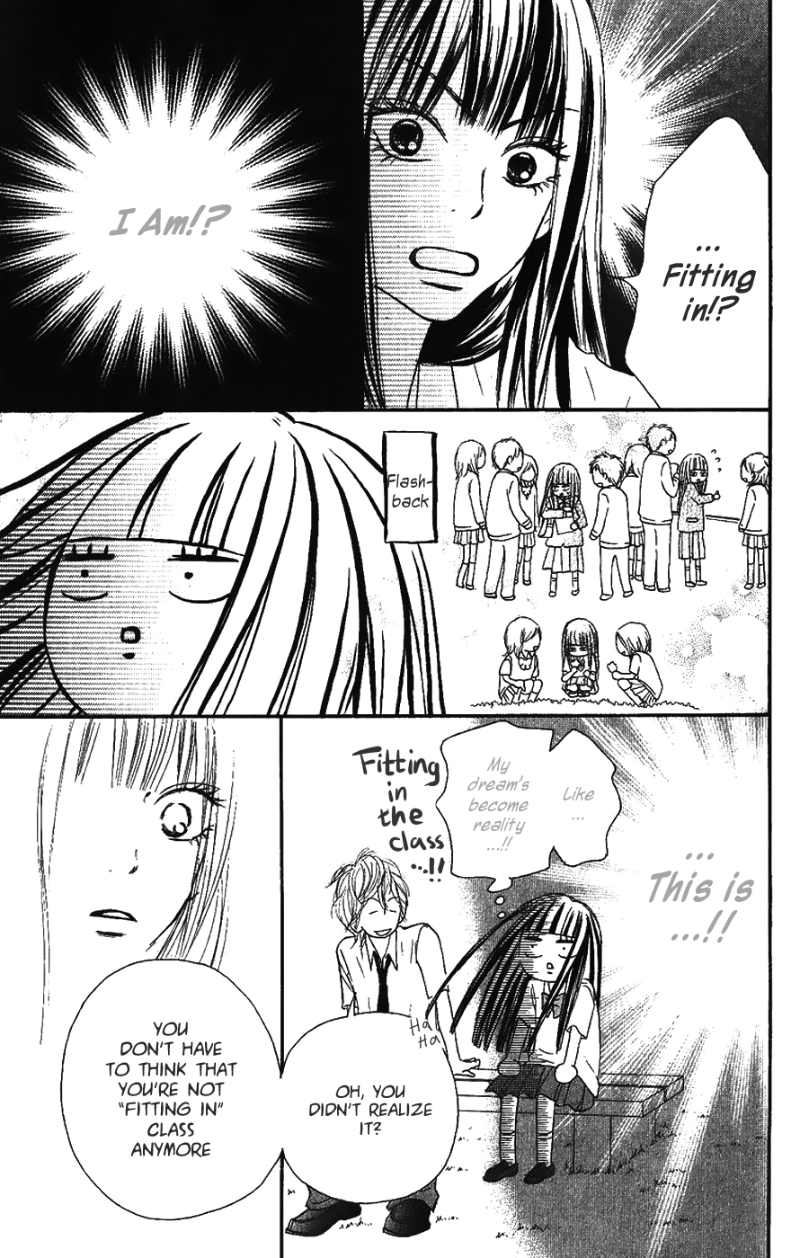 ...
Fitting
in!?
I Am!?
Flash-
back
...
This is
...!!
Like
...
My
dream's
become
reality
...!!
Fitting
in
the
class
...!!
Ha
Ha
OH, YOU
DIDN'T REALIZE
IT?
YOU
DON'T HAVE
TO THINK THAT
YOU'RE NOT
"FITTING IN"
CLASS
ANYMORE